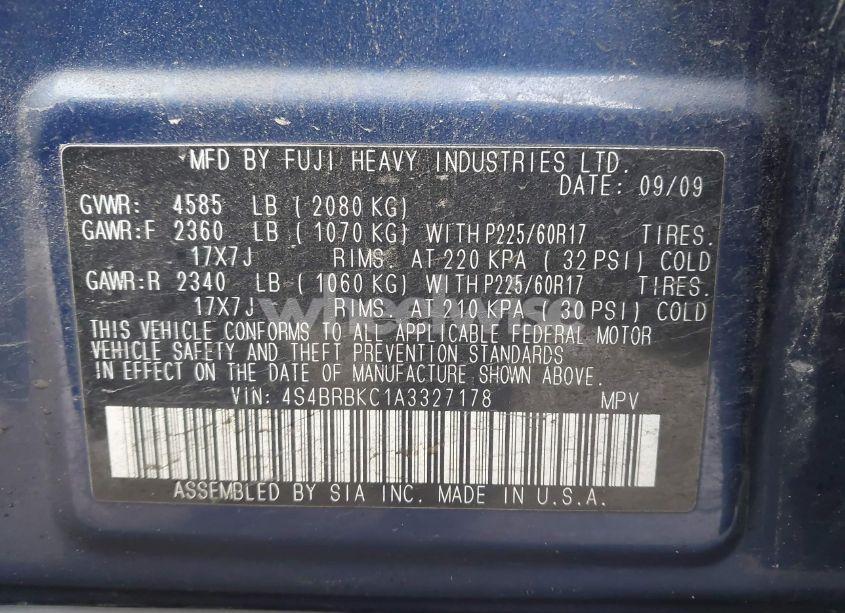 MFD BY FUJI HEAVY INDUSTRIES LTD.
DATE: 09/09
GVWR: 4585 LB ( 2080 KG)
GAWR:F 2360 LB ( 1070 KG) WITH P225/60R17 TIRES.
17X7J RIMS. AT 220 KPA ( 32 PSI) COLD
GAWR:R 2340 LB ( 1060 KG) WITH P225/60R17 TIRES.
17X7J RIMS. AT 210 KPA ( 30 PSI) COLD
THIS VEHICLE CONFORMS TO ALL APPLICABLE FEDERAL MOTOR
VEHICLE SAFETY AND THEFT PREVENTION STANDARDS
IN EFFECT ON THE DATE OF MANUFACTURE SHOWN ABOVE.
VIN: 4S4BRBKC1A3327178 MPV
ASSEMBLED BY SIA INC. MADE IN U.S.A.